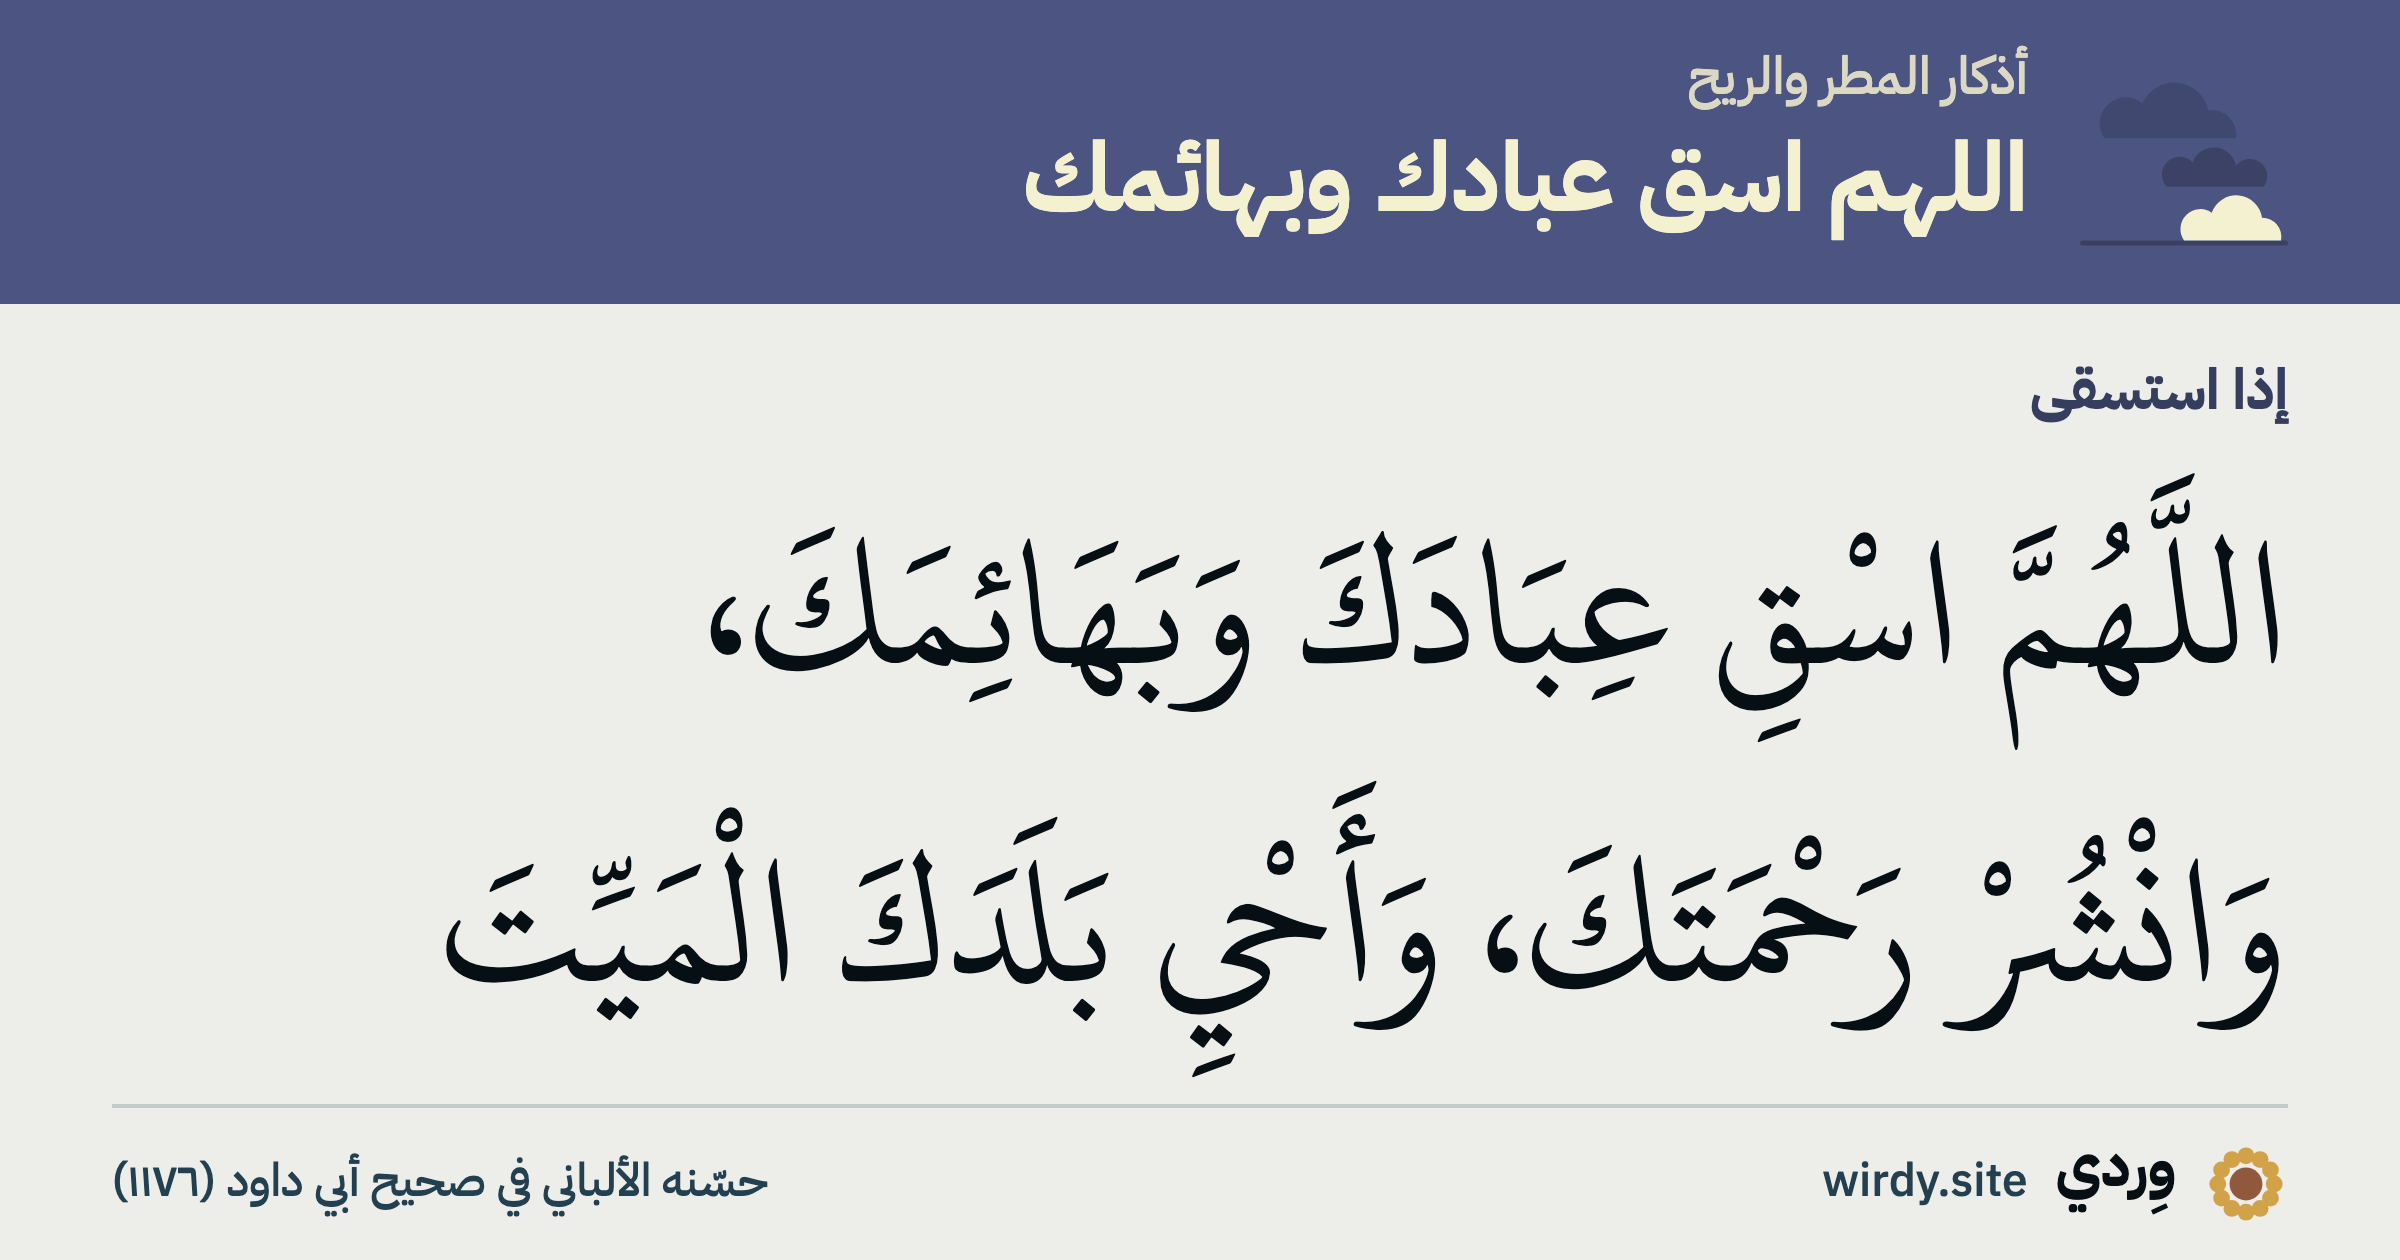 أذكار المطر والريح
اللهم اسق عبادك وبهائمك
إذا استسقى
اللَّهُمَّ اسْقِ عِبَادَكَ وَبَهَائِمَكَ،
وَانْشُرْ رَحْمَتَكَ، وَأَحْيِ بَلَدَكَ الْمَيِّتَ
وِردي wirdy.site
حسّنه الألباني في صحيح أبي داود (١١٧٦)